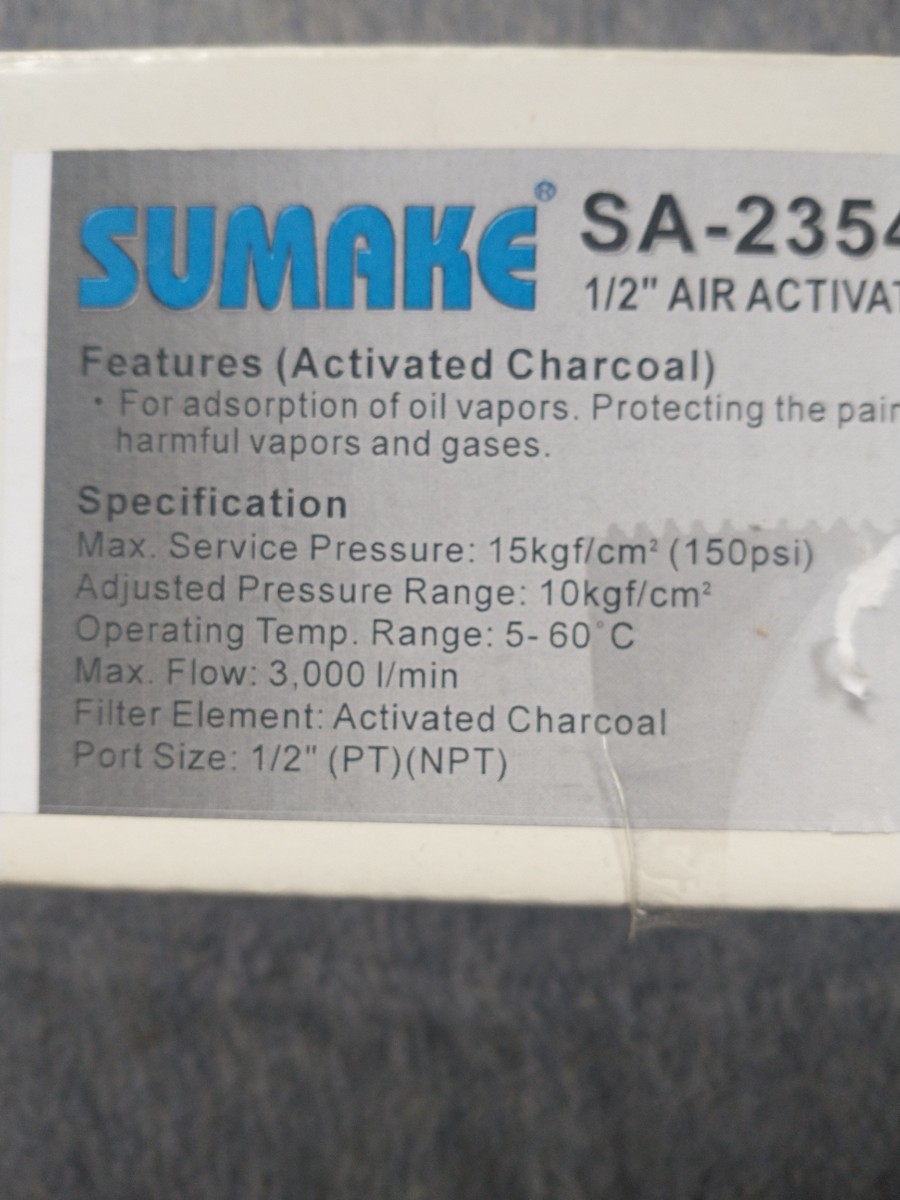 SUMAKE®
SA-2354
1/2" AIR ACTIVAT
Features (Activated Charcoal)
· For adsorption of oil vapors. Protecting the pain
harmful vapors and gases.
Specification
Max. Service Pressure: 15kgf/cm² (150psi)
Adjusted Pressure Range: 10kgf/cm²
Operating Temp. Range: 5- 60°C
Max. Flow: 3,000 l/min
Filter Element: Activated Charcoal
Port Size: 1/2" (PT)(NPT)